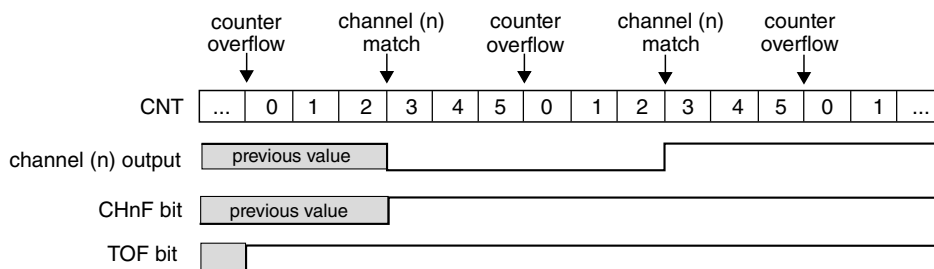 counter overflow
channel (n) match
counter overflow
channel (n) match
counter overflow
CNT ... 0 1 2 3 4 5 0 1 2 3 4 5 0 1 ...
channel (n) output previous value
CHnF bit previous value
TOF bit